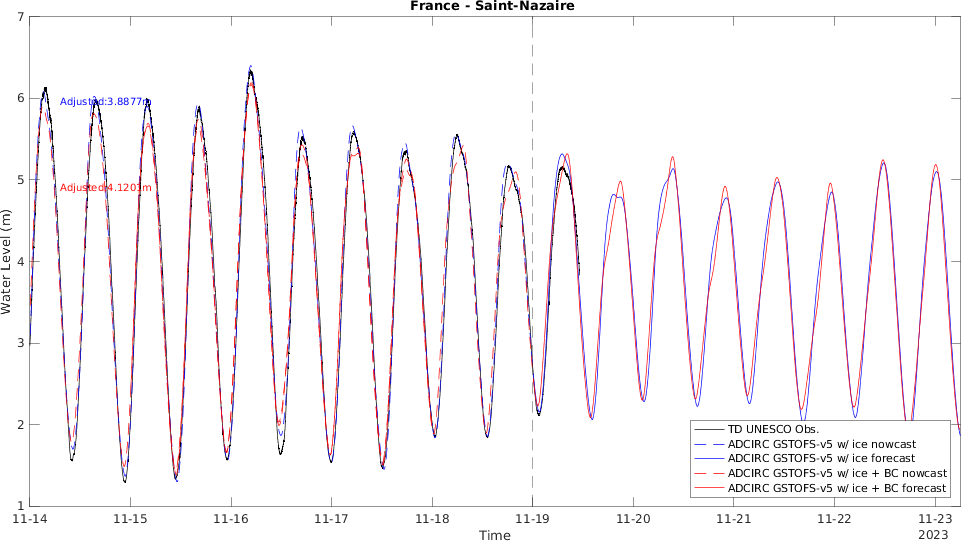 France - Saint-Nazaire
7
6
5
4
3
2
1
Water Level (m)
Adjusted:3.8877m
Adjusted:4.1201m
TD UNESCO Obs.
ADCIRC GSTOFS-v5 w/ ice nowcast
ADCIRC GSTOFS-v5 w/ ice forecast
ADCIRC GSTOFS-v5 w/ ice + BC nowcast
ADCIRC GSTOFS-v5 w/ ice + BC forecast
11-14 11-15 11-16 11-17 11-18 11-19 11-20 11-21 11-22 11-23
Time
2023